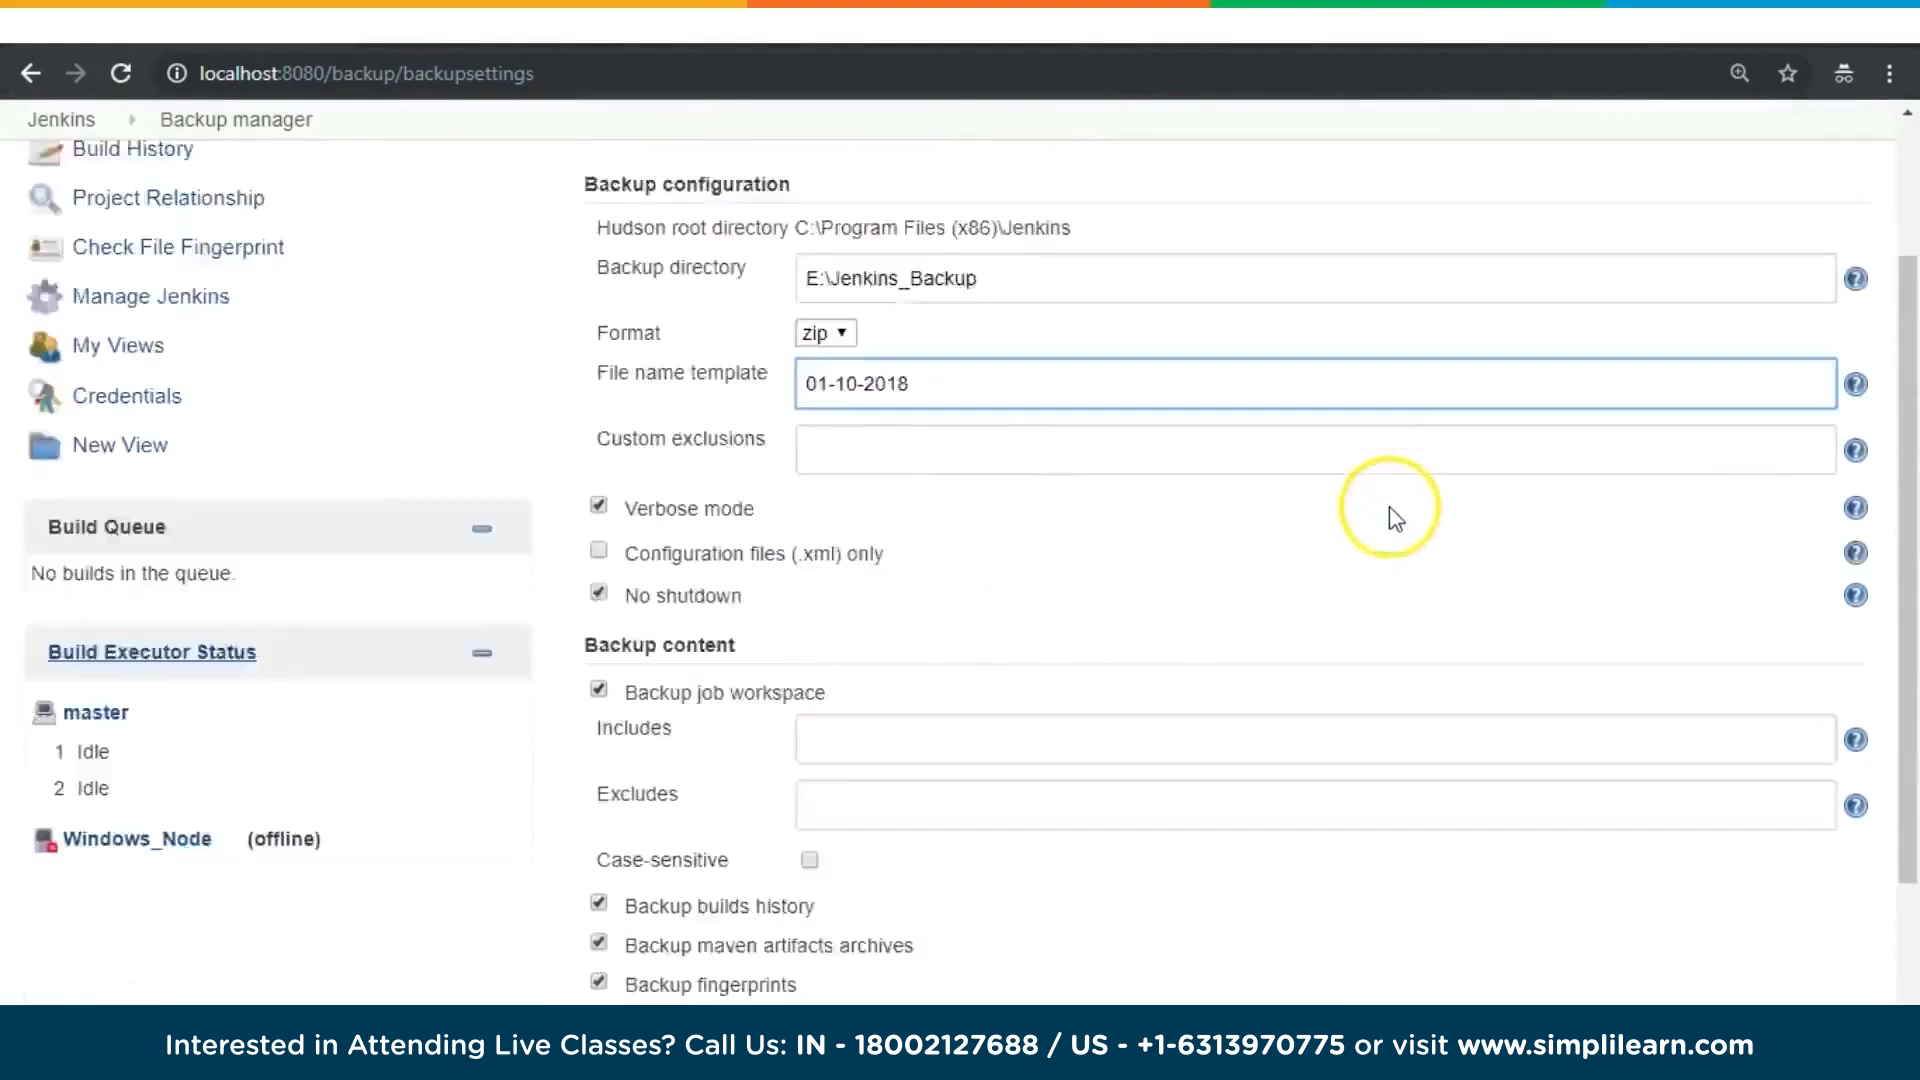 localhost:8080/backup/backupsettings
Jenkins Backup manager
Build History
Project Relationship
Check File Fingerprint
Manage Jenkins
My Views
Credentials
New View
Build Queue
No builds in the queue.
Build Executor Status
master
1 Idle
2 Idle
Windows_Node (offline)
Backup configuration
Hudson root directory C:\Program Files (x86)\Jenkins
Backup directory E:\Jenkins_Backup
Format zip
File name template 01-10-2018
Custom exclusions
Verbose mode
Configuration files (.xml) only
No shutdown
Backup content
Backup job workspace
Includes
Excludes
Case-sensitive
Backup builds history
Backup maven artifacts archives
Backup fingerprints
Interested in Attending Live Classes? Call Us: IN - 18002127688 / US - +1-6313970775 or visit www.simplilearn.com